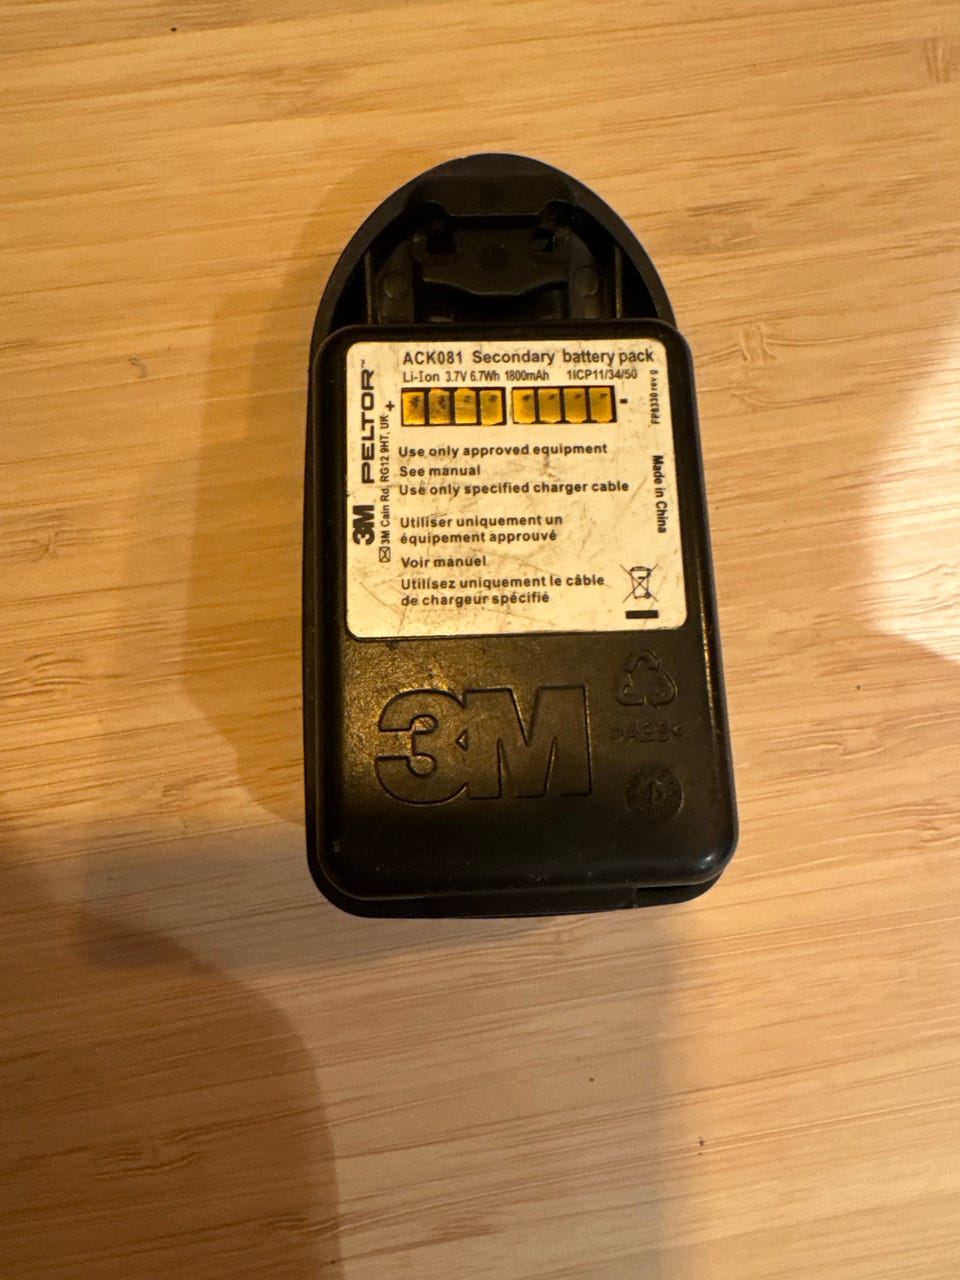 ACK081 Secondary battery pack
Li-Ion 3.7V 6.7Wh 1800mAh 1ICP11/34/50
+ -
Use only approved equipment
See manual
Use only specified charger cable
Utiliser uniquement un
équipement approuvé
Voir manuel
Utilisez uniquement le câble
de chargeur spécifié
3M PELTOR™
3M Cain Rd, RG12 9HT, UK
FP8330 rev g
Made in China
3M
>ABS<